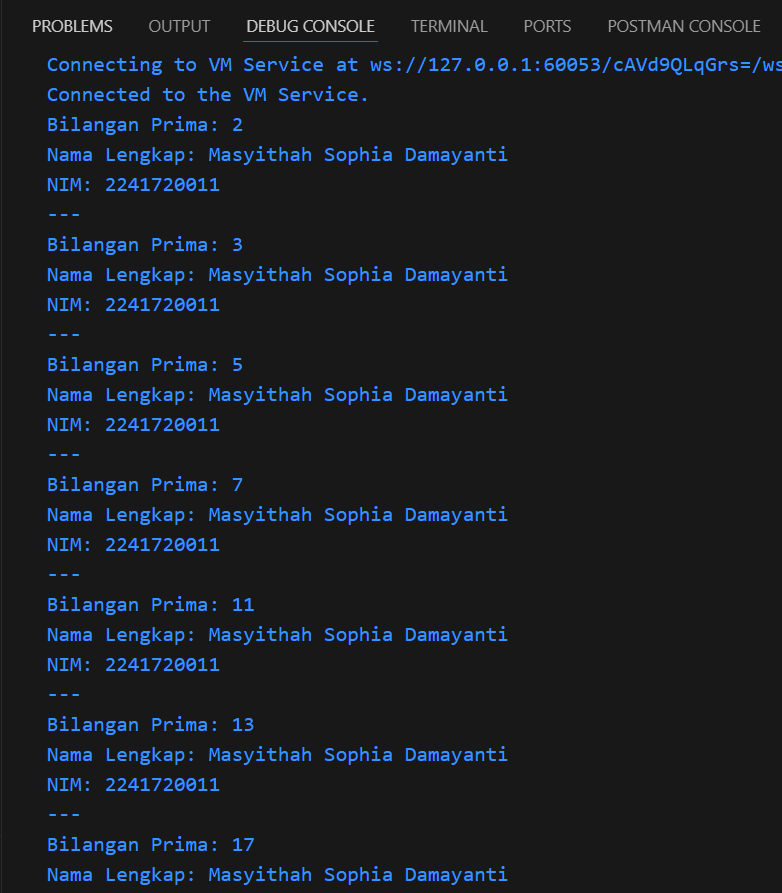 PROBLEMS OUTPUT DEBUG CONSOLE TERMINAL PORTS POSTMAN CONSOLE
Connecting to VM Service at ws://127.0.0.1:60053/cAVd9QLqGrs=/ws
Connected to the VM Service.
Bilangan Prima: 2
Nama Lengkap: Masyithah Sophia Damayanti
NIM: 2241720011
---
Bilangan Prima: 3
Nama Lengkap: Masyithah Sophia Damayanti
NIM: 2241720011
---
Bilangan Prima: 5
Nama Lengkap: Masyithah Sophia Damayanti
NIM: 2241720011
---
Bilangan Prima: 7
Nama Lengkap: Masyithah Sophia Damayanti
NIM: 2241720011
---
Bilangan Prima: 11
Nama Lengkap: Masyithah Sophia Damayanti
NIM: 2241720011
---
Bilangan Prima: 13
Nama Lengkap: Masyithah Sophia Damayanti
NIM: 2241720011
---
Bilangan Prima: 17
Nama Lengkap: Masyithah Sophia Damayanti